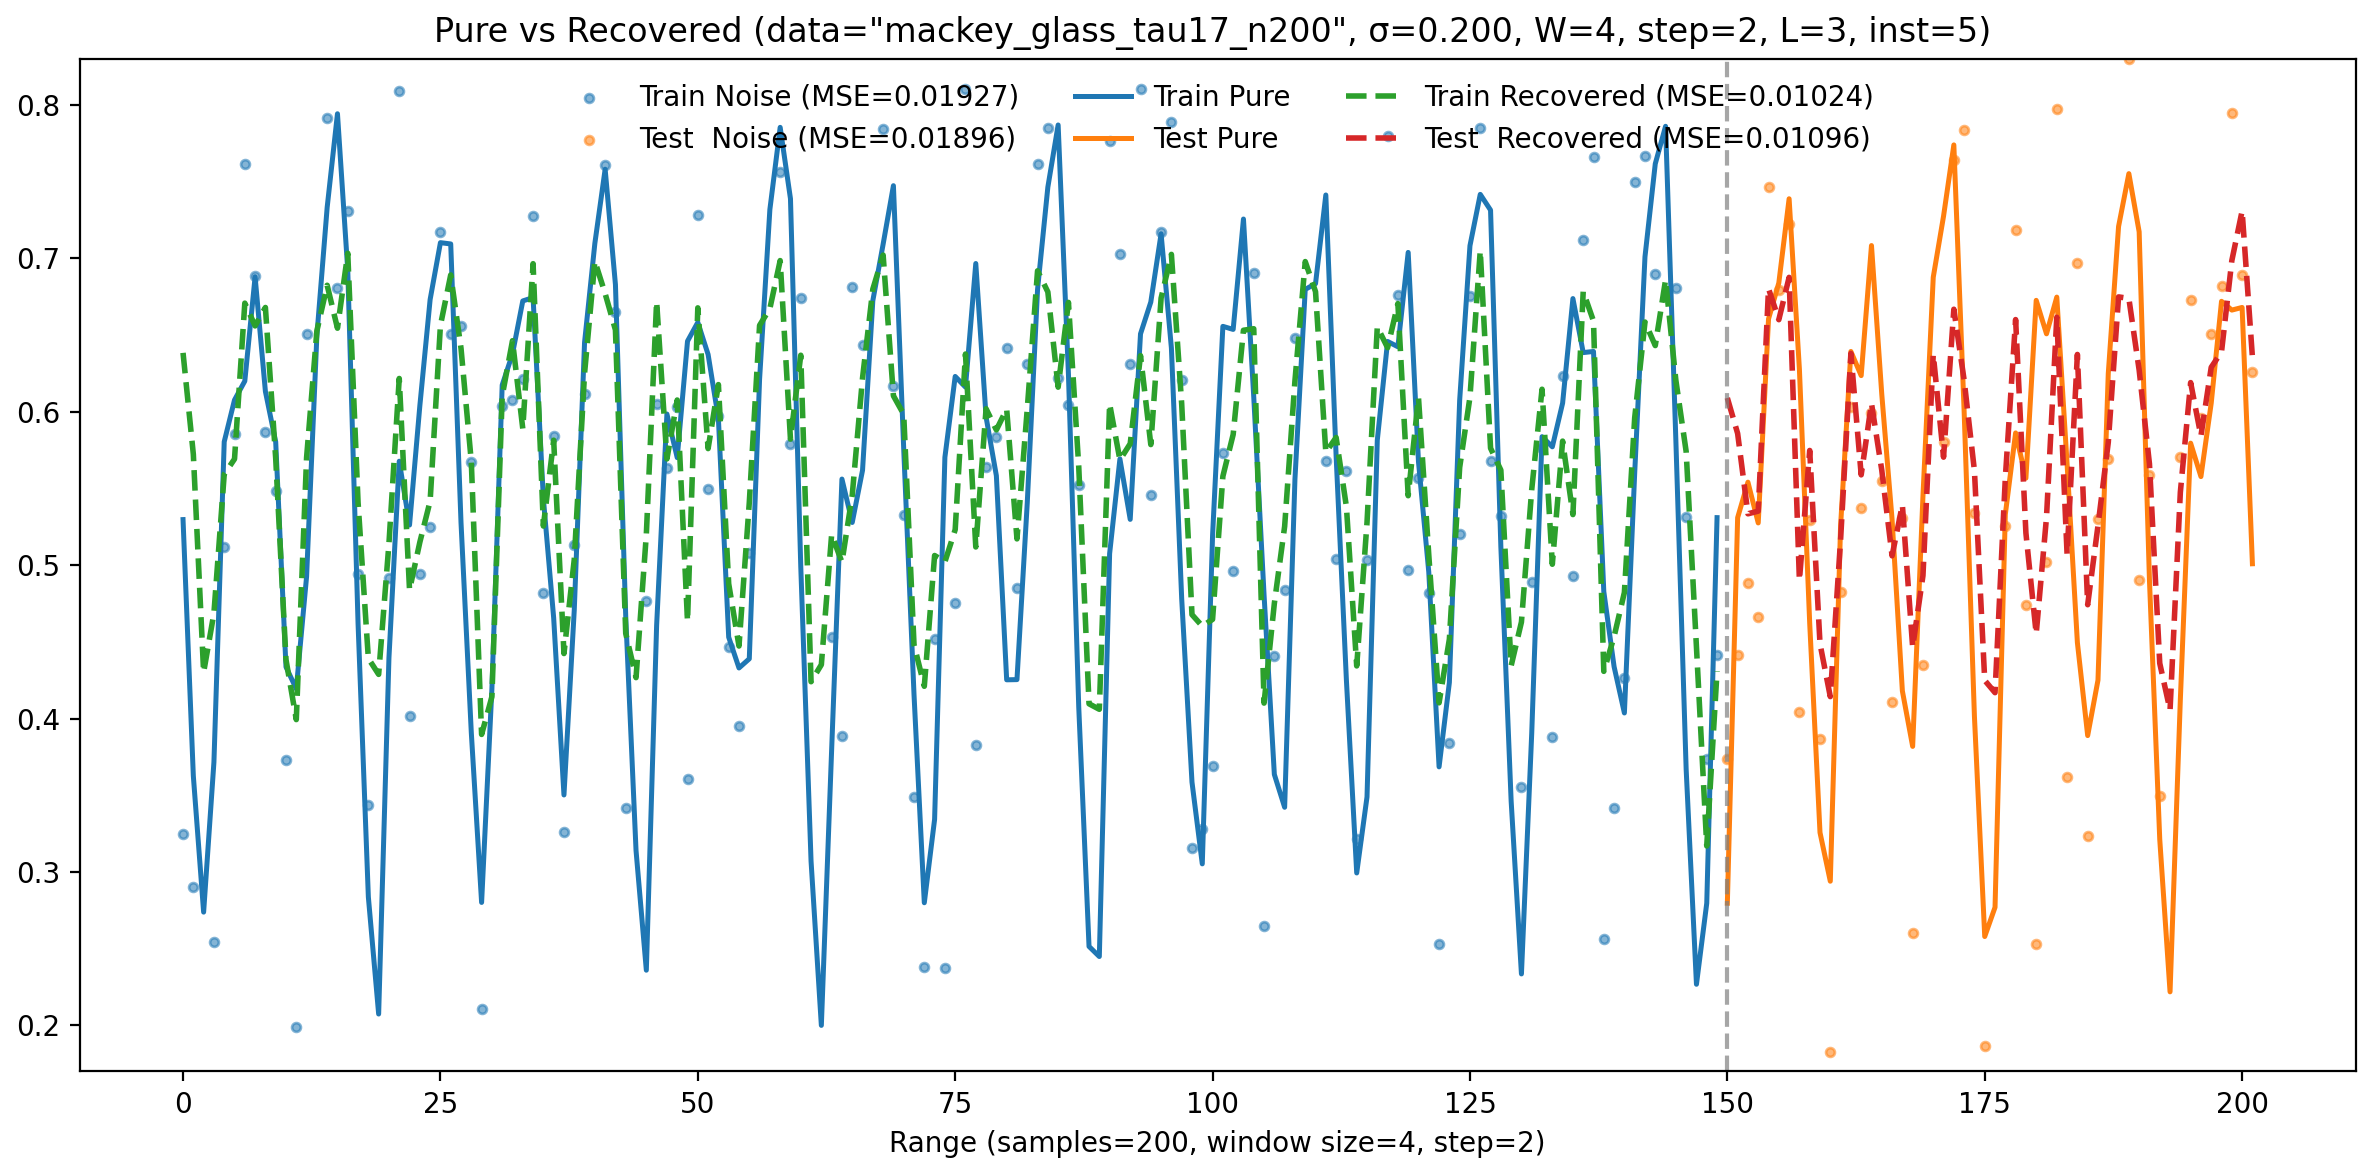 Pure vs Recovered (data="mackey_glass_tau17_n200", σ=0.200, W=4, step=2, L=3, inst=5)
Train Noise (MSE=0.01927) Train Pure Train Recovered (MSE=0.01024)
Test  Noise (MSE=0.01896) Test Pure Test  Recovered (MSE=0.01096)
0.8
0.7
0.6
0.5
0.4
0.3
0.2
0 25 50 75 100 125 150 175 200
Range (samples=200, window size=4, step=2)